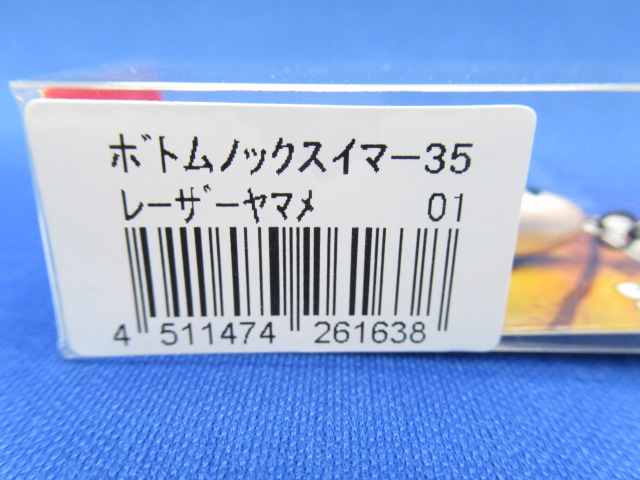 ﾎﾞﾄﾑﾉｯｸｽｲﾏｰ35
ﾚｰｻﾞｰﾔﾏﾒ 01
4 511474 261638